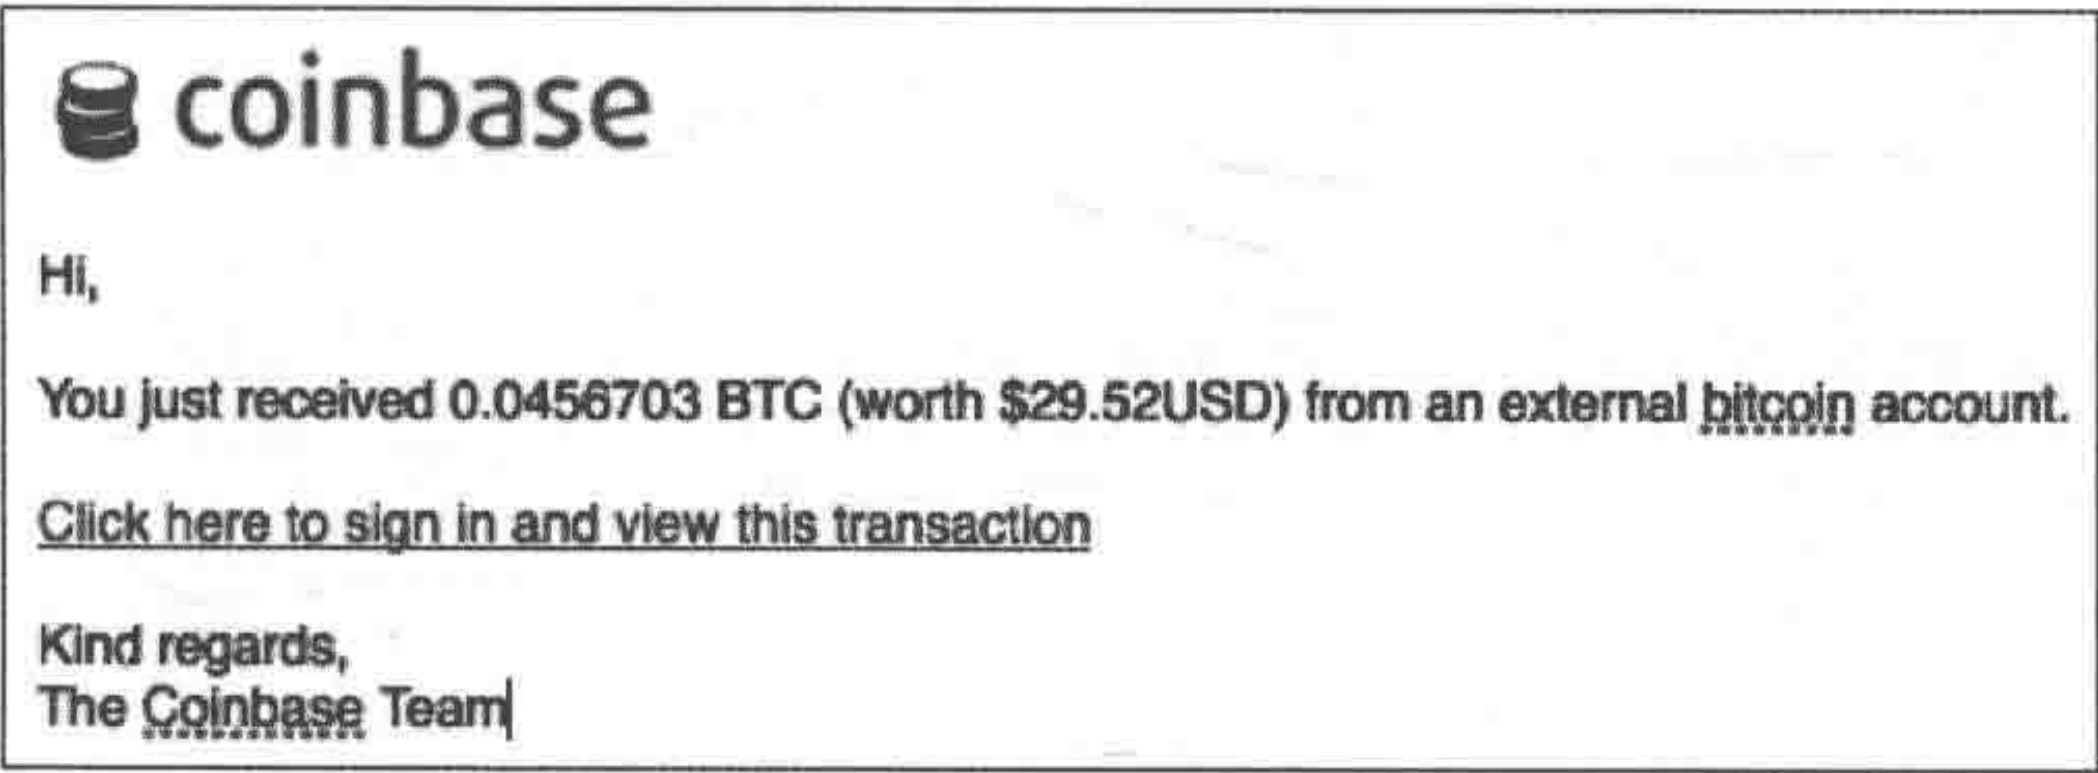 coinbase
Hi,
You just received 0.0456703 BTC (worth $29.52USD) from an external bitcoin account.
Click here to sign in and view this transaction
Kind regards,
The Coinbase Team